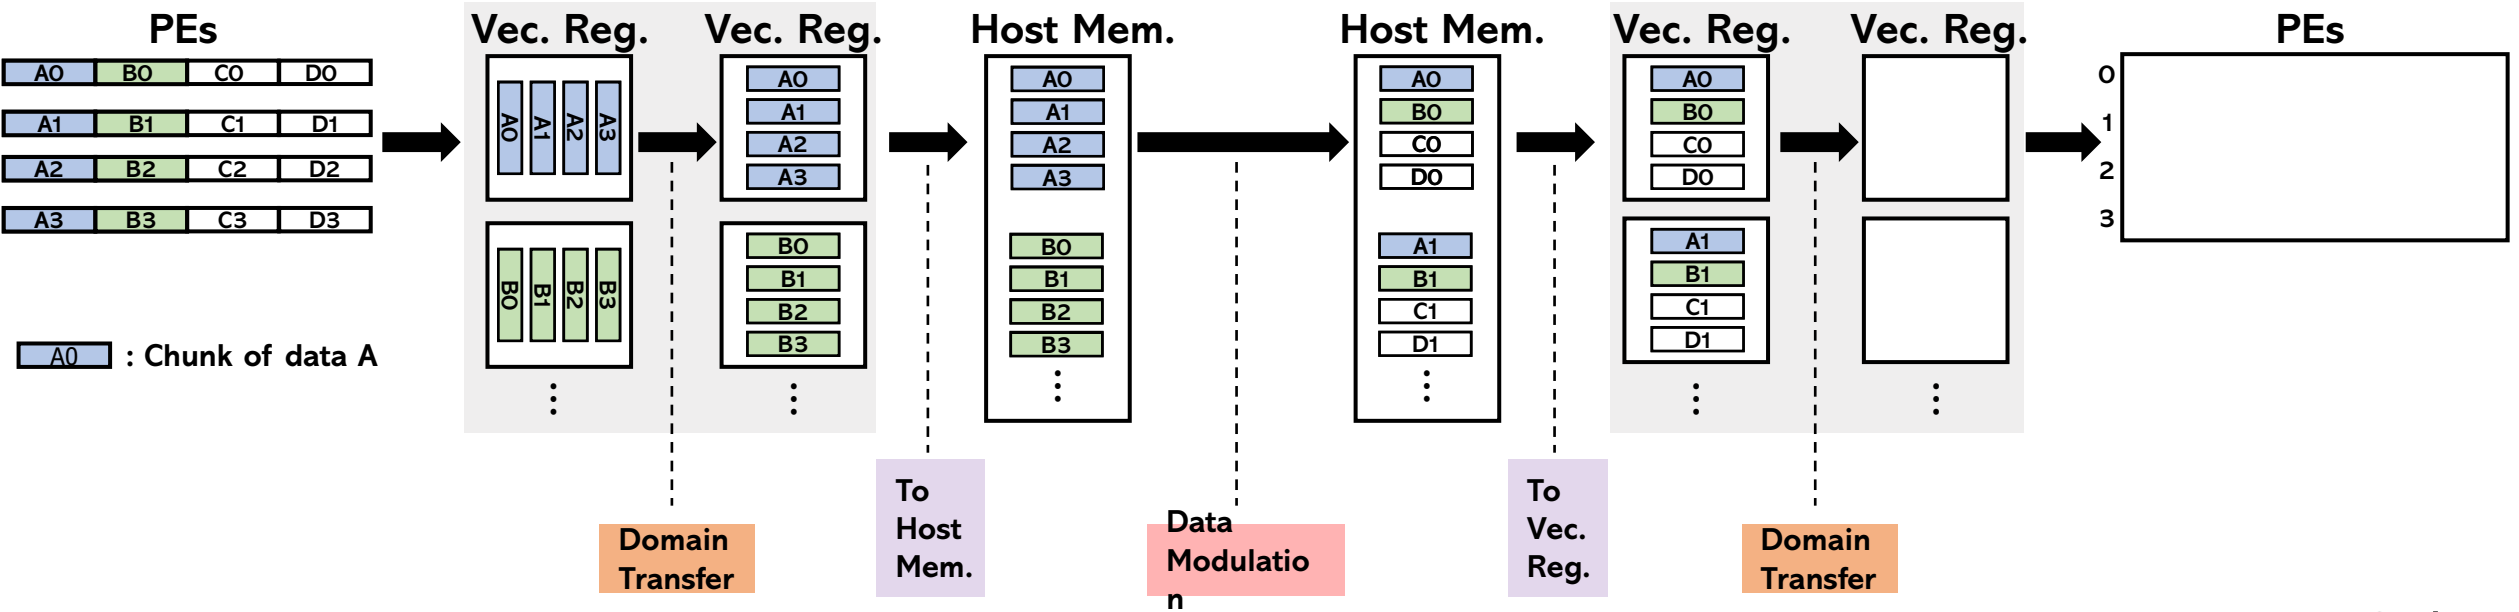 PEs
Vec. Reg.
Vec. Reg.
Host Mem.
Host Mem.
Vec. Reg.
Vec. Reg.
PEs
A0 B0 C0 D0
A1 B1 C1 D1
A2 B2 C2 D2
A3 B3 C3 D3
A0 A1 A2 A3
B0 B1 B2 B3
A0
A1
A2
A3
B0
B1
B2
B3
A0
A1
A2
A3
B0
B1
B2
B3
A0
B0
C0
D0
A1
B1
C1
D1
A0
B0
C0
D0
A1
B1
C1
D1
0
1
2
3
A0 : Chunk of data A
Domain
Transfer
To
Host
Mem.
Data
Modulatio
n
To
Vec.
Reg.
Domain
Transfer